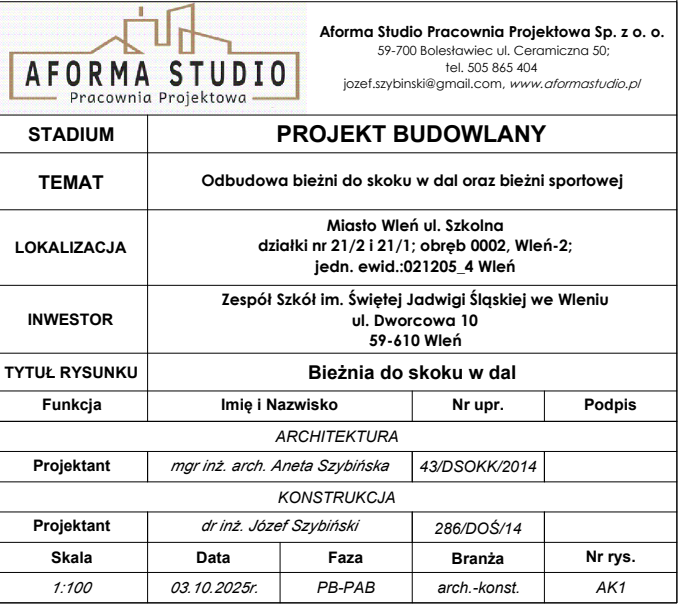 AFORMA STUDIO
Pracownia Projektowa
Aforma Studio Pracownia Projektowa Sp. z o. o.
59-700 Bolesławiec ul. Ceramiczna 50;
tel. 505 865 404
jozef.szybinski@gmail.com, www.aformastudio.pl
STADIUM PROJEKT BUDOWLANY
TEMAT Odbudowa bieżni do skoku w dal oraz bieżni sportowej
LOKALIZACJA
Miasto Wleń ul. Szkolna
działki nr 21/2 i 21/1; obręb 0002, Wleń-2;
jedn. ewid.:021205_4 Wleń
INWESTOR
Zespół Szkół im. Świętej Jadwigi Śląskiej we Wleniu
ul. Dworcowa 10
59-610 Wleń
TYTUŁ RYSUNKU Bieżnia do skoku w dal
Funkcja Imię i Nazwisko Nr upr. Podpis
ARCHITEKTURA
Projektant mgr inż. arch. Aneta Szybińska 43/DSOKK/2014
KONSTRUKCJA
Projektant dr inż. Józef Szybiński 286/DOŚ/14
Skala Data Faza Branża Nr rys.
1:100 03.10.2025r. PB-PAB arch.-konst. AK1